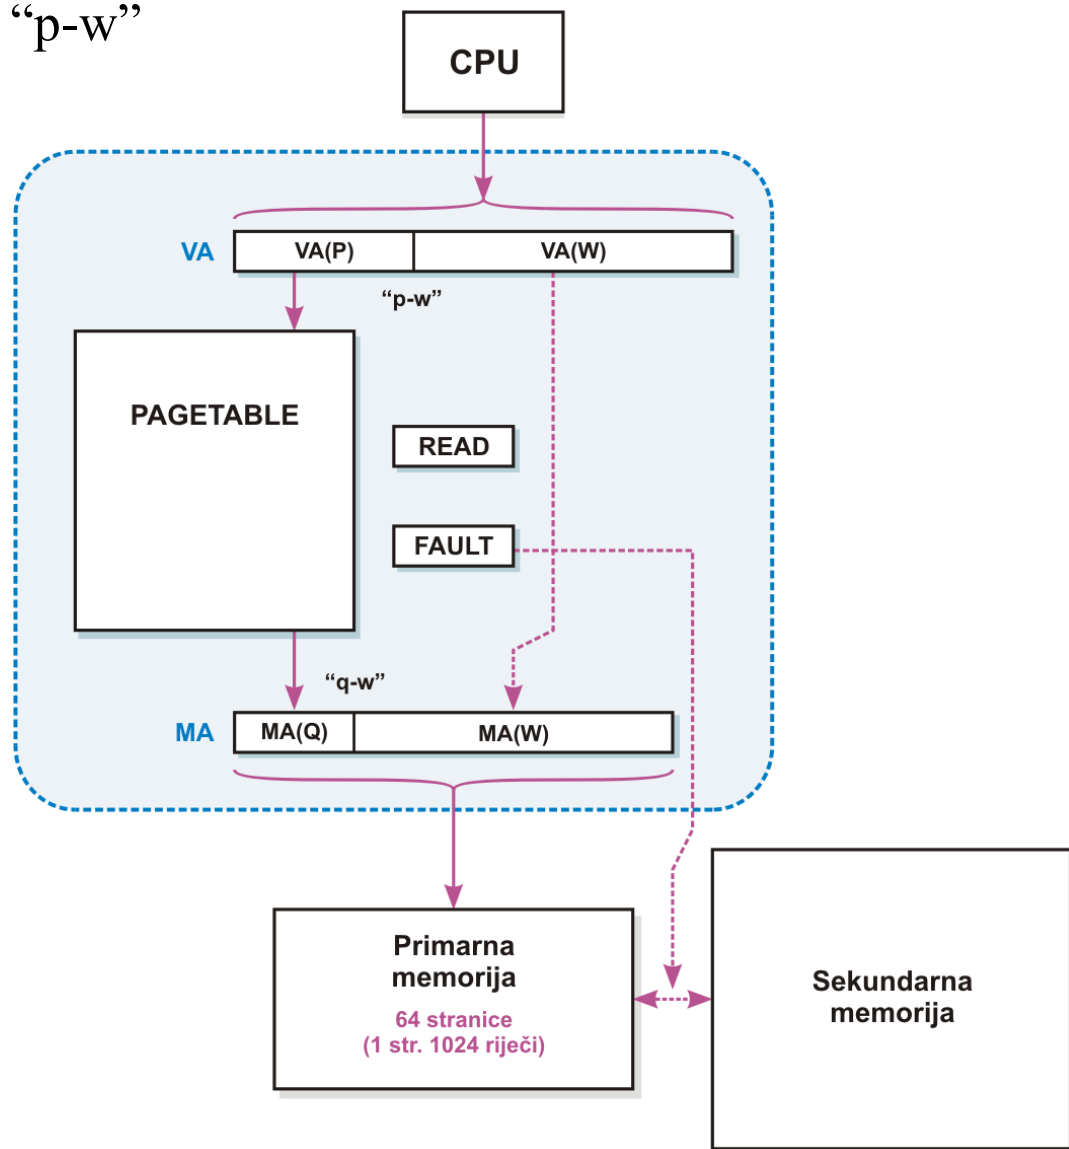 “p-w”
CPU
VA
VA(P)
VA(W)
“p-w”
PAGETABLE
READ
FAULT
“q-w”
MA
MA(Q)
MA(W)
Primarna
memorija
64 stranice
(1 str. 1024 riječi)
Sekundarna
memorija